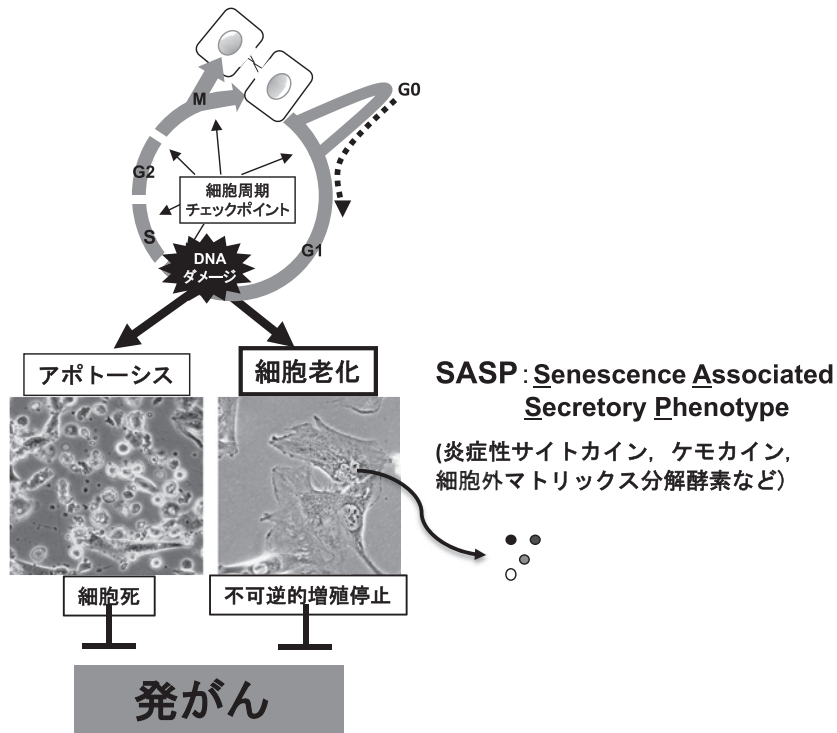 M
G0
G2
細胞周期
チェックポイント
S
G1
DNA
ダメージ
アポトーシス
細胞老化
SASP：Senescence Associated
Secretory Phenotype
(炎症性サイトカイン，ケモカイン，
細胞外マトリックス分解酵素など）
細胞死
不可逆的増殖停止
発がん